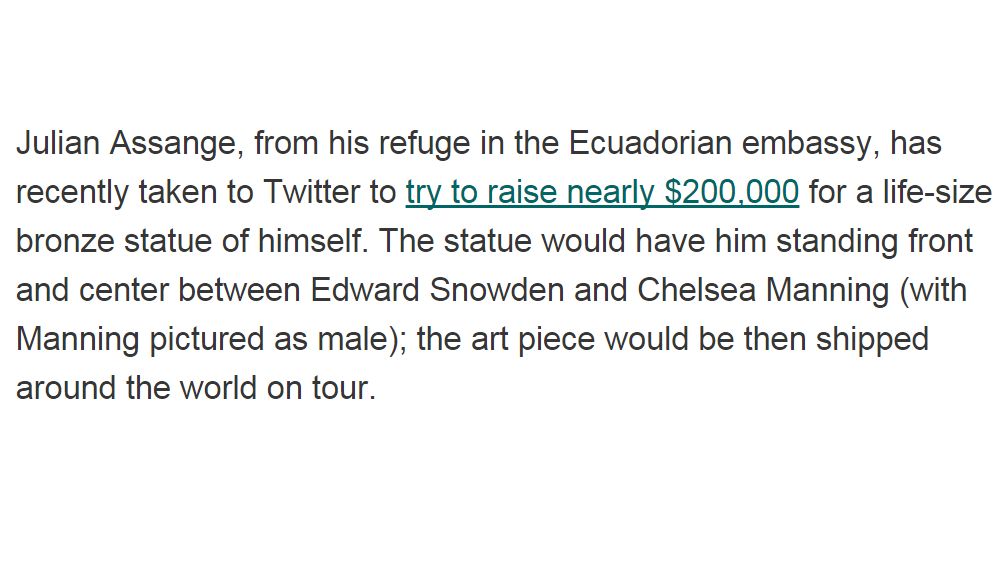 Julian Assange, from his refuge in the Ecuadorian embassy, has
recently taken to Twitter to try to raise nearly $200,000 for a life-size
bronze statue of himself. The statue would have him standing front
and center between Edward Snowden and Chelsea Manning (with
Manning pictured as male); the art piece would be then shipped
around the world on tour.